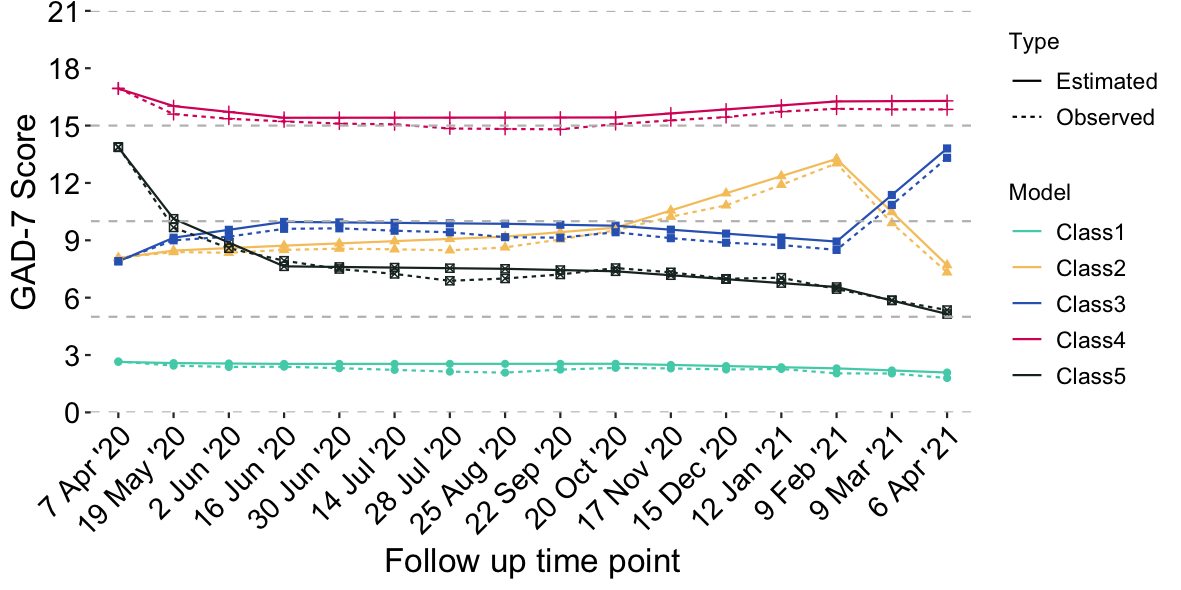 GAD-7 Score
21
18
15
12
9
6
3
0
7 Apr '20
19 May '20
2 Jun '20
16 Jun '20
30 Jun '20
14 Jul '20
28 Jul '20
25 Aug '20
22 Sep '20
20 Oct '20
17 Nov '20
15 Dec '20
12 Jan '21
9 Feb '21
9 Mar '21
6 Apr '21
Follow up time point
Type
Estimated
Observed
Model
Class1
Class2
Class3
Class4
Class5